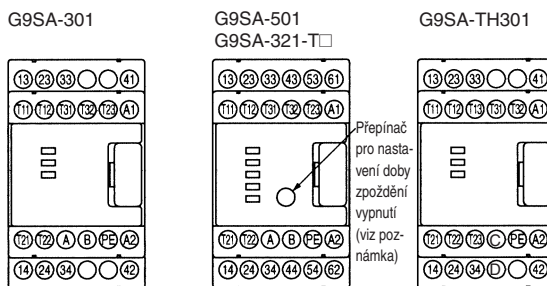 G9SA-301
G9SA-501
G9SA-321-T□
G9SA-TH301
13 23 33 41
T11 T12 T31 T32 T23 A1
T21 T22 A B PE A2
14 24 34 42
13 23 33 43 53 61
T11 T12 T31 T32 T23 A1
Přepínač
pro nasta-
vení doby
zpoždění
vypnutí
(viz poz-
námka)
T21 T22 A B PE A2
14 24 34 44 54 62
13 23 33 41
T11 T12 T13 T31 T32 A1
T21 T22 T23 C PE A2
14 24 34 D 42